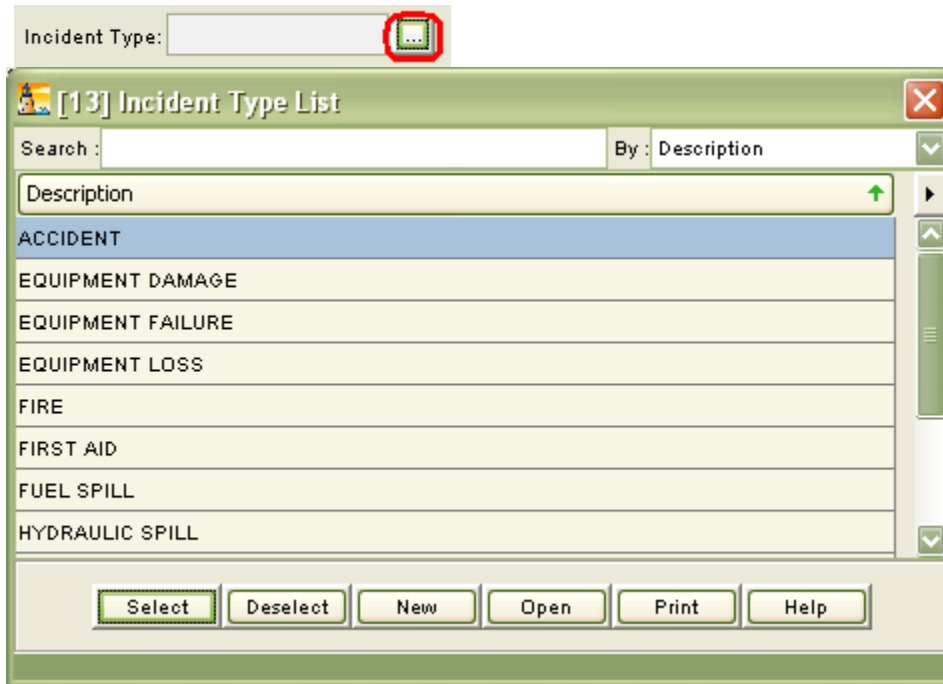 Incident Type: ...
[13] Incident Type List
Search : By : Description
Description
ACCIDENT
EQUIPMENT DAMAGE
EQUIPMENT FAILURE
EQUIPMENT LOSS
FIRE
FIRST AID
FUEL SPILL
HYDRAULIC SPILL
Select Deselect New Open Print Help